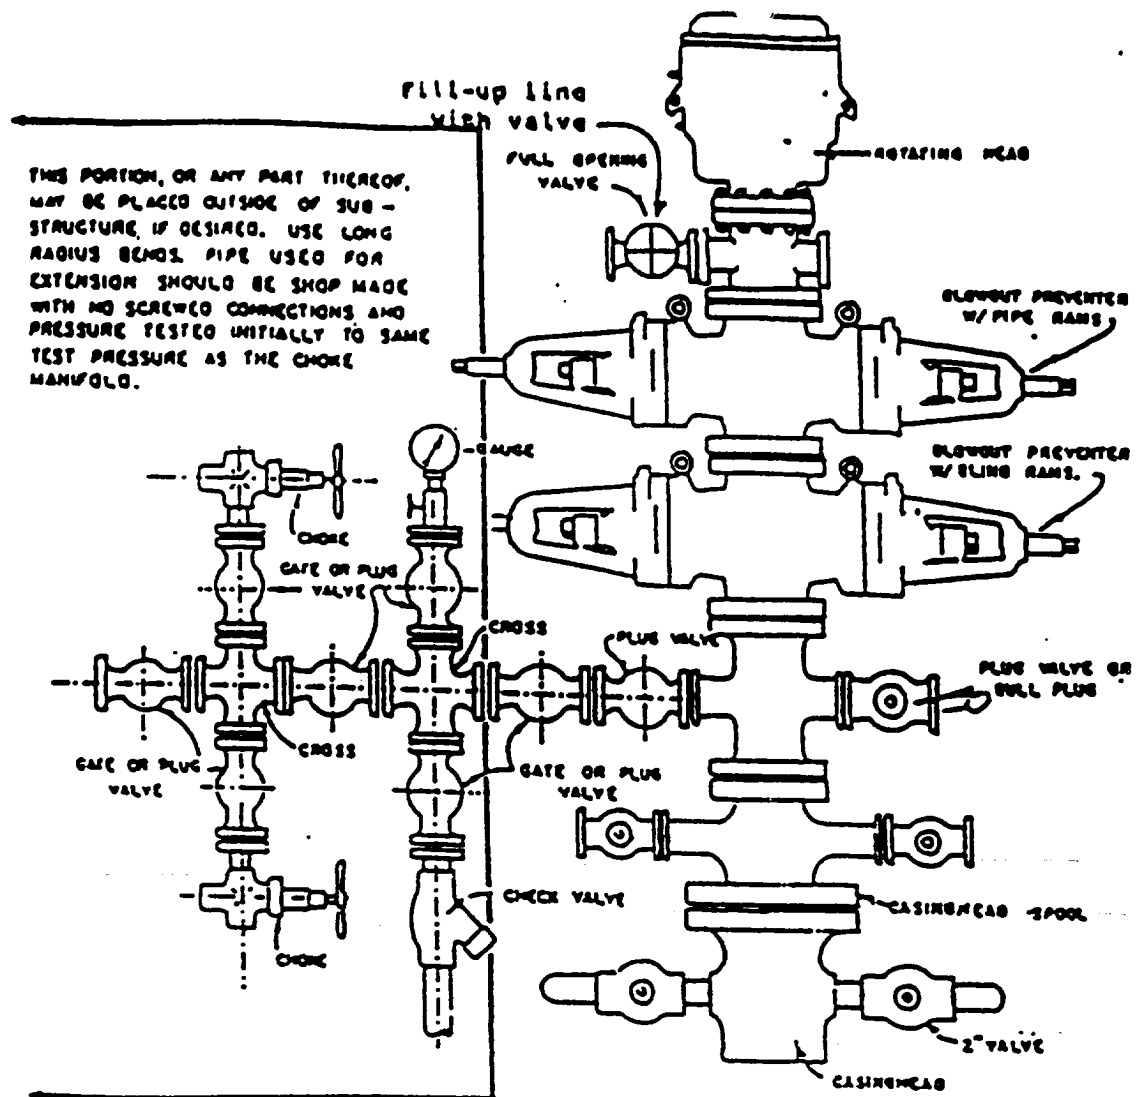 Fill-up line
with valve
FULL OPENING
VALVE
ROTATING HEAD
THIS PORTION, OR ANY PART THEREOF,
MAY BE PLACED OUTSIDE OF SUB-
STRUCTURE, IF DESIRED. USE LONG
RADIUS BENDS. PIPE USED FOR
EXTENSION SHOULD BE SHOP MADE
WITH NO SCREWED CONNECTIONS AND
PRESSURE TESTED INITIALLY TO SAME
TEST PRESSURE AS THE CHOKE
MANIFOLD.
BLOWOUT PREVENTER
W/ PIPE RAMS
GAUGE
BLOWOUT PREVENTER
W/ BLIND RAMS.
CHOKE
GATE OR PLUG
VALVE
CROSS
PLUG VALVE
PLUG VALVE OR
BULL PLUG
CROSS
GATE OR PLUG
VALVE
GATE OR PLUG
VALVE
CHECK VALVE
CASINGHEAD SPOOL
CHOKE
2" VALVE
CASINGHEAD